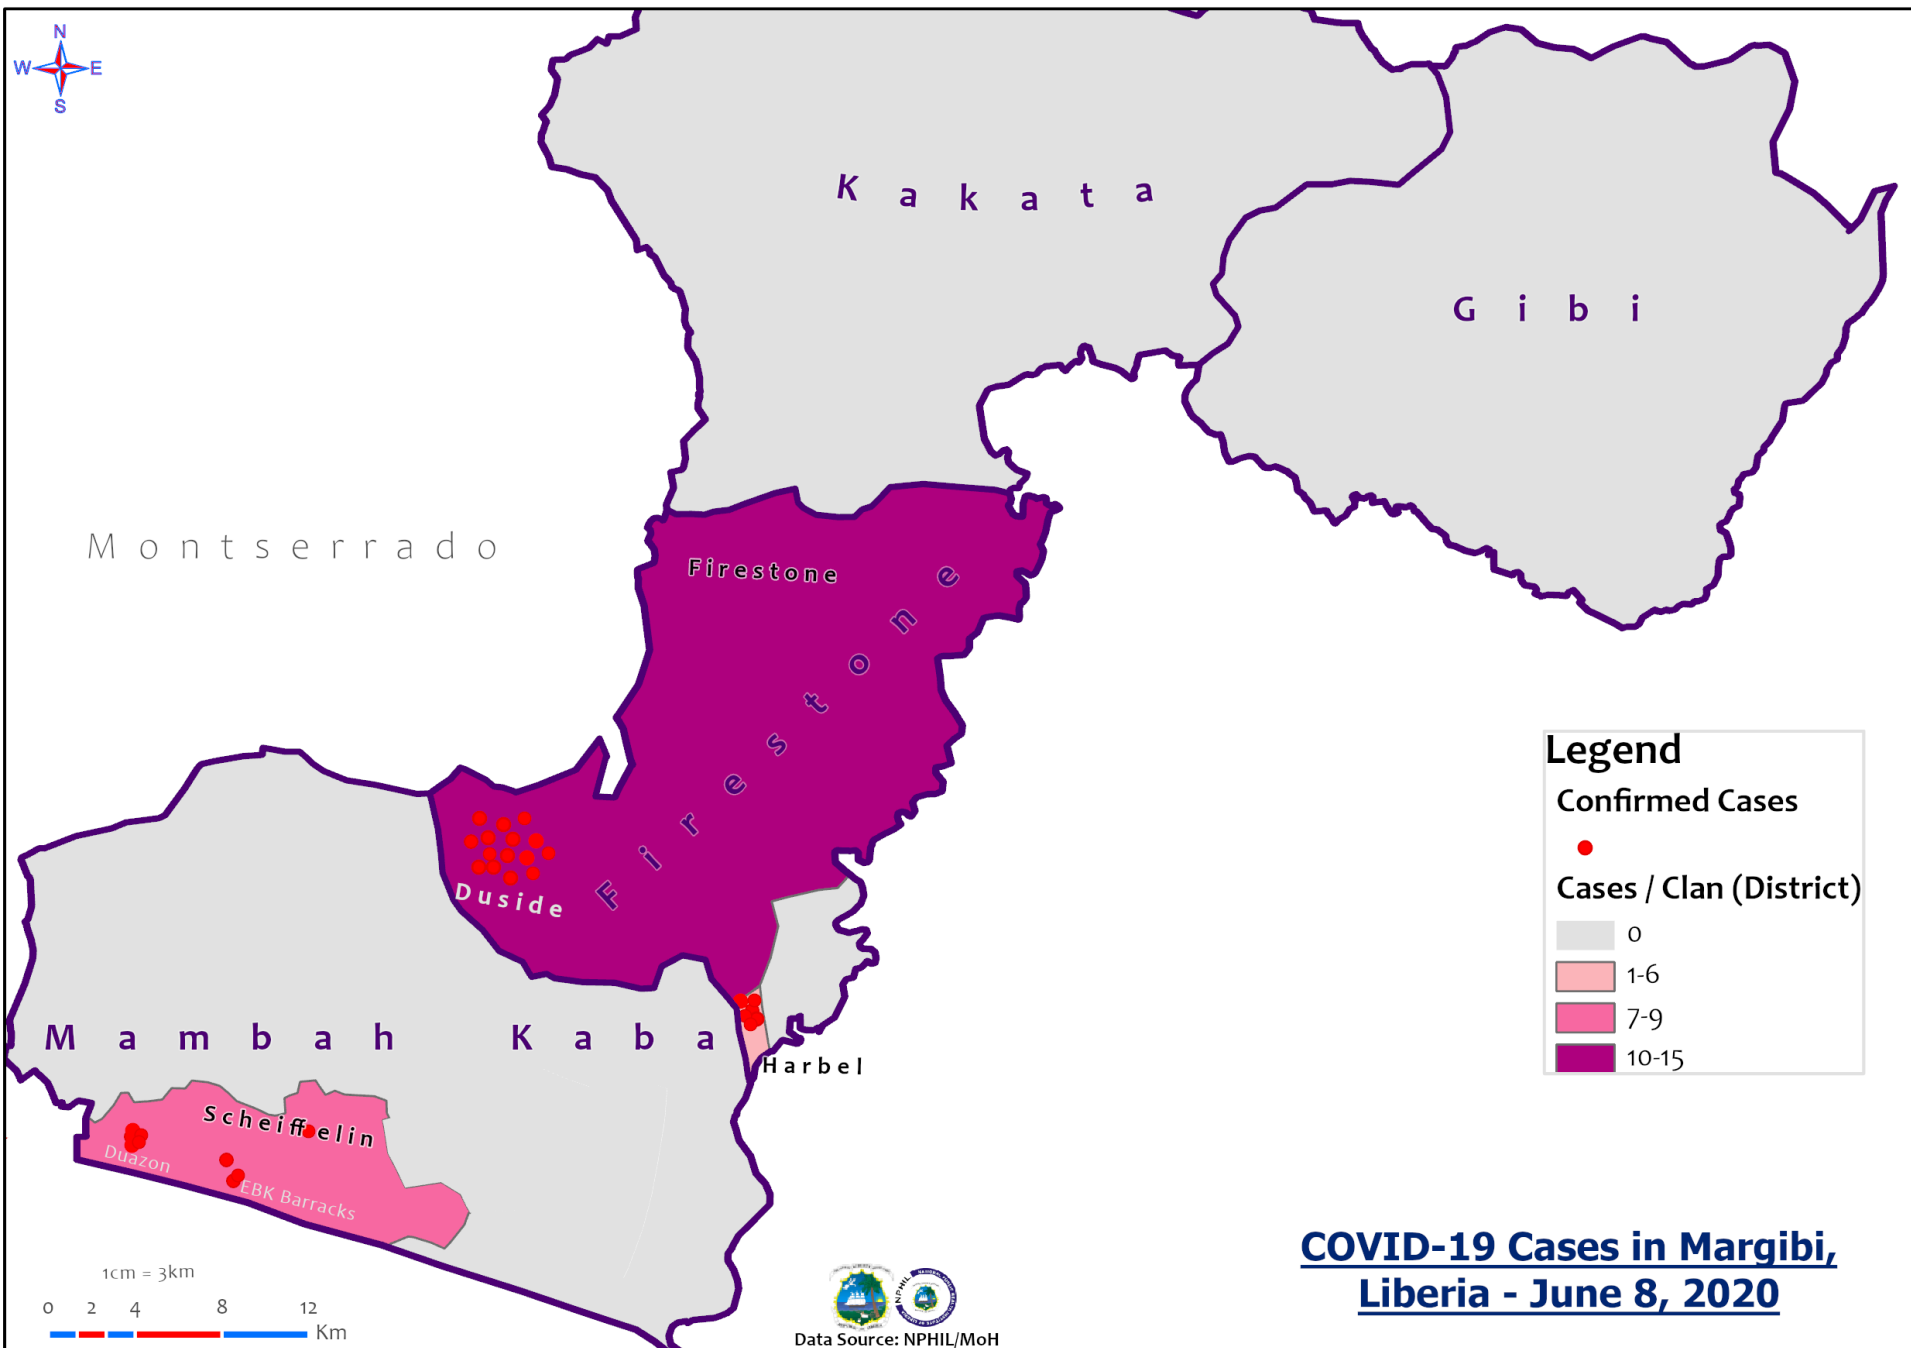 N
W E
S
Kakata
Gibi
Montserrado
Firestone
Firestone
Duside
Mambah Kaba
Harbel
Scheiffelin
Duazon
EBK Barracks
Legend
Confirmed Cases
Cases / Clan (District)
0
1-6
7-9
10-15
1cm = 3km
0 2 4 8 12
Km
NPHIL
Data Source: NPHIL/MoH
COVID-19 Cases in Margibi,
Liberia - June 8, 2020